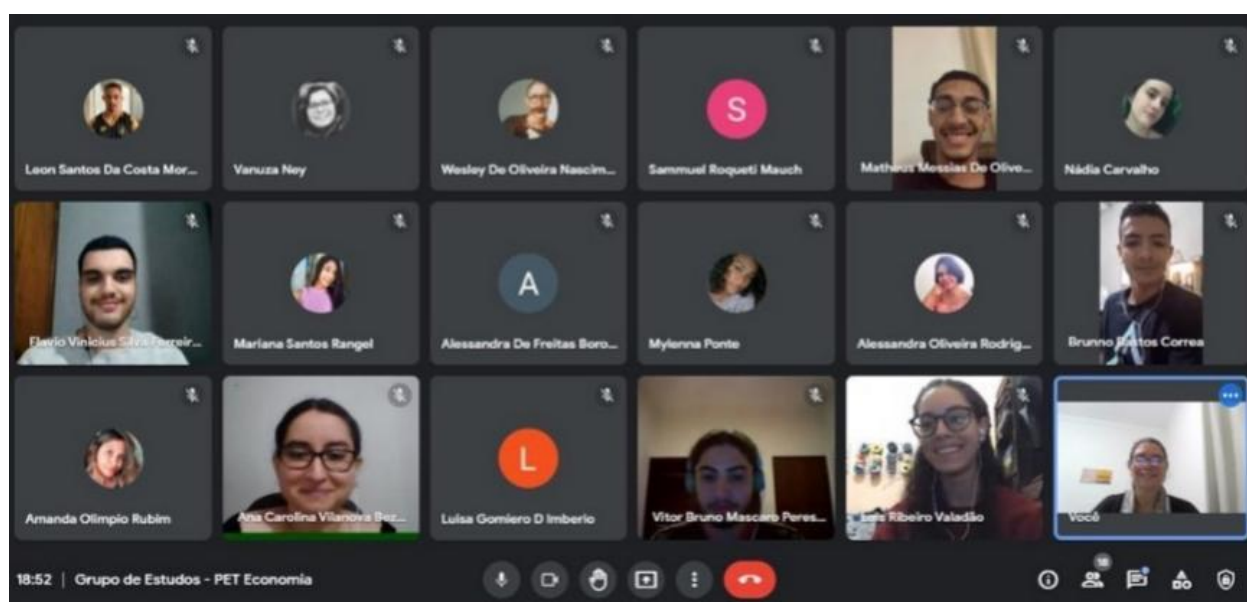 Leon Santos Da Costa Mor...
Vanuza Ney
Wesley De Oliveira Nascim...
S
Sammuel Roqueti Mauch
Matheus Messias De Olive...
Nádia Carvalho
Flavio Vinicius Silva Ferreir...
Mariana Santos Rangel
A
Alessandra De Freitas Boro...
Mylenna Ponte
Alessandra Oliveira Rodrig...
Brunno Bastos Correa
Amanda Olimpio Rubim
Ana Carolina Vilanova Bez...
L
Luisa Gomiero D Imberio
Vitor Bruno Mascaro Peres...
Ribeiro Valadão
Você
18:52 | Grupo de Estudos - PET Economia
18